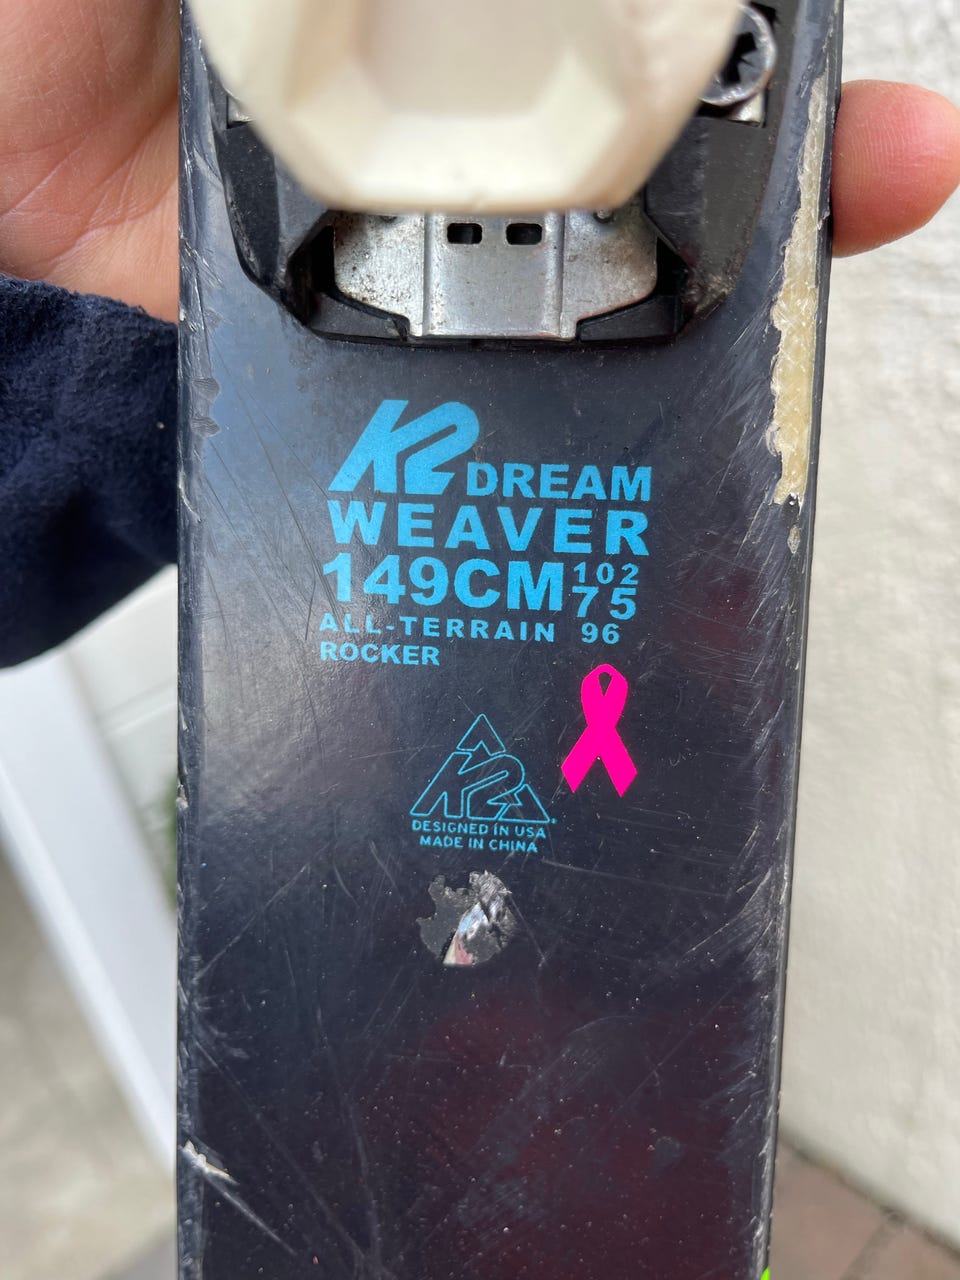 K2 DREAM
WEAVER
149CM 102
75
ALL-TERRAIN 96
ROCKER
K2
DESIGNED IN USA
MADE IN CHINA